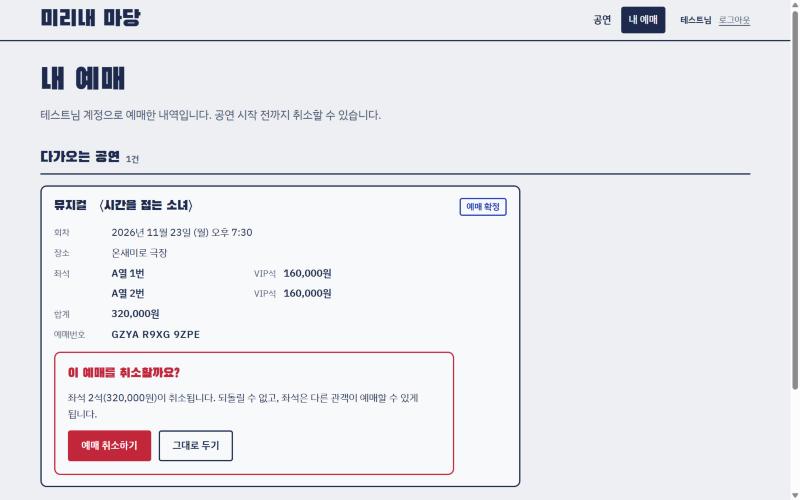 미리내 마당
공연 내 예매 테스트님 로그아웃
내 예매
테스트님 계정으로 예매한 내역입니다. 공연 시작 전까지 취소할 수 있습니다.
다가오는 공연 1건
뮤지컬 〈시간을 접는 소녀〉 예매 확정
회차 2026년 11월 23일 (월) 오후 7:30
장소 온새미로 극장
좌석 A열 1번 VIP석 160,000원
A열 2번 VIP석 160,000원
합계 320,000원
예매번호 GZYA R9XG 9ZPE
이 예매를 취소할까요?
좌석 2석(320,000원)이 취소됩니다. 되돌릴 수 없고, 좌석은 다른 관객이 예매할 수 있게
됩니다.
예매 취소하기 그대로 두기